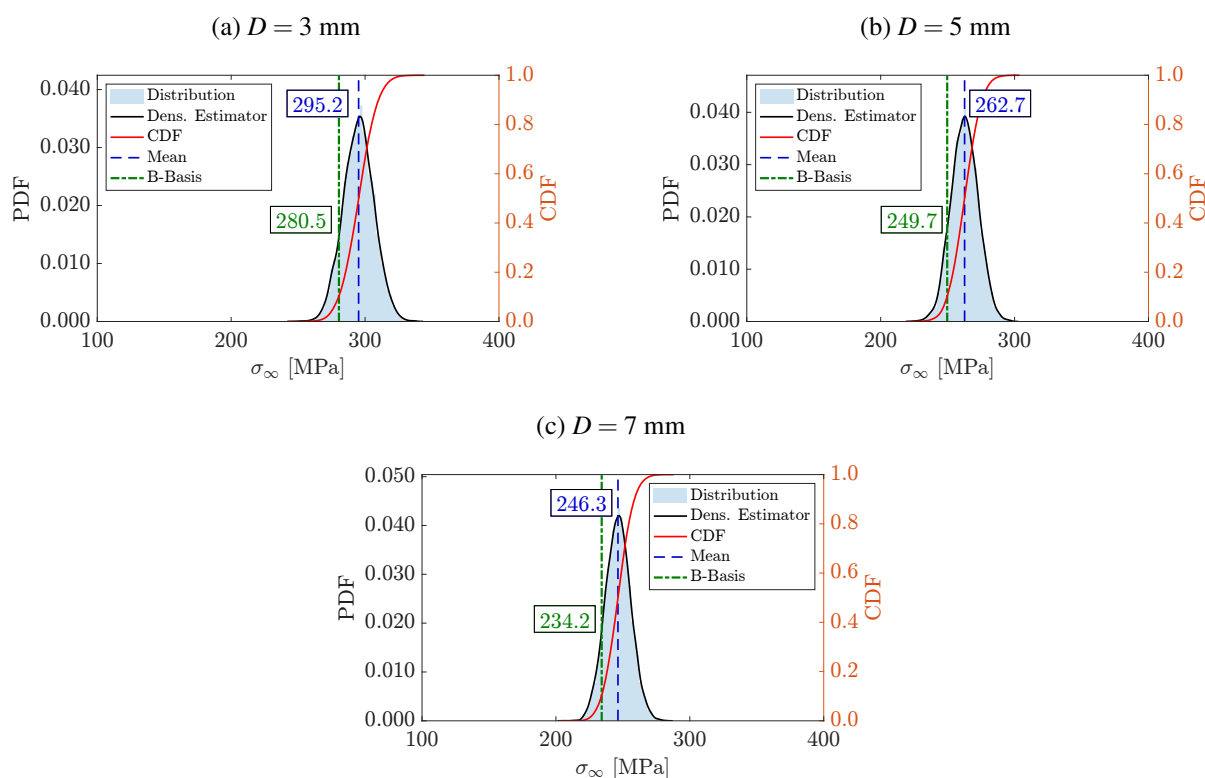 (a) D = 3 mm
0.040
0.030
0.020
0.010
0.000
PDF
Distribution
Dens. Estimator
CDF
Mean
B-Basis
295.2
280.5
1.0
0.8
0.6
0.4
0.2
0.0
CDF
100
200
300
400
σ∞ [MPa]
(b) D = 5 mm
0.040
0.030
0.020
0.010
0.000
PDF
Distribution
Dens. Estimator
CDF
Mean
B-Basis
262.7
249.7
1.0
0.8
0.6
0.4
0.2
0.0
CDF
100
200
300
400
σ∞ [MPa]
(c) D = 7 mm
0.050
0.040
0.030
0.020
0.010
0.000
PDF
246.3
234.2
Distribution
Dens. Estimator
CDF
Mean
B-Basis
1.0
0.8
0.6
0.4
0.2
0.0
CDF
100
200
300
400
σ∞ [MPa]